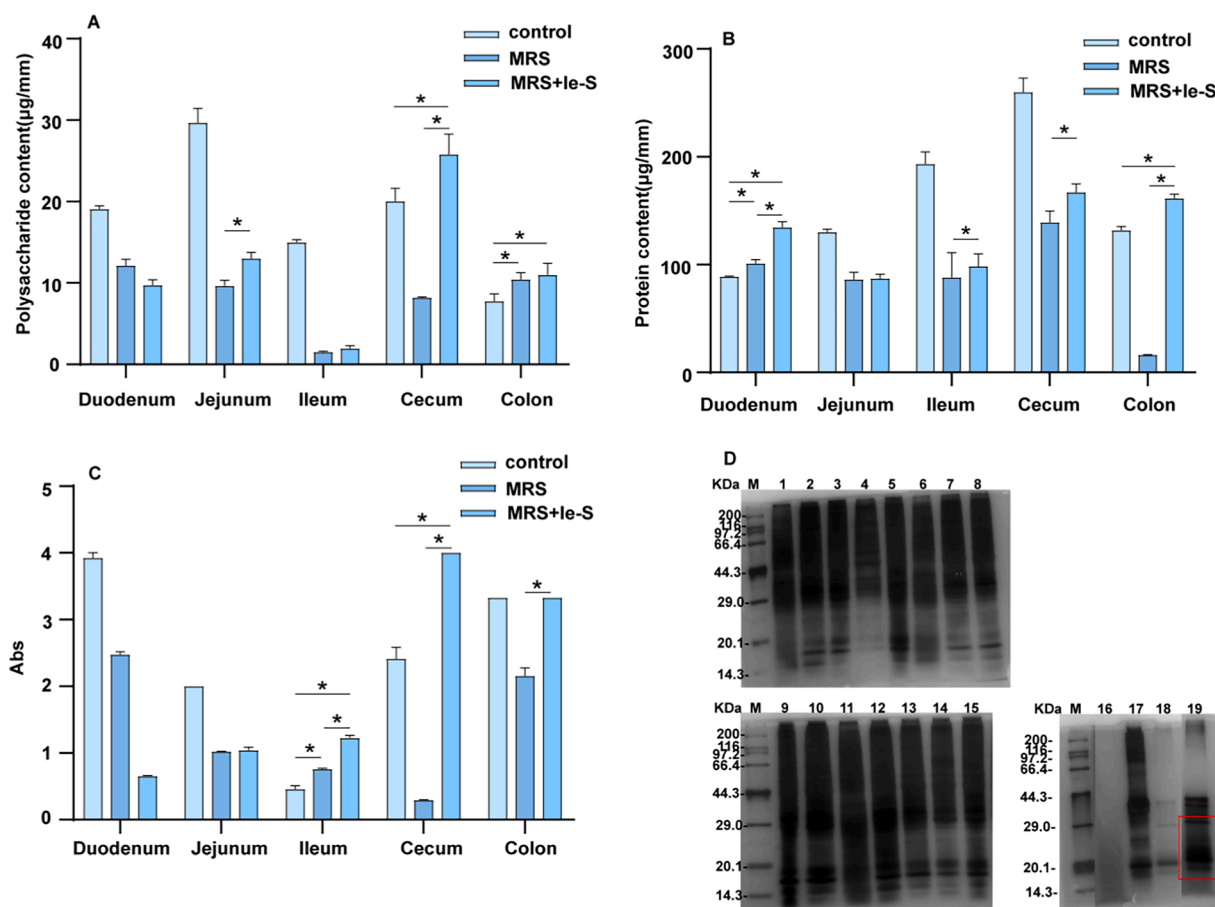 A
Polysaccharide content(μg/mm)
40
30
20
10
0
control
MRS
MRS+Ie-S
*
*
*
*
*
Duodenum Jejunum Ileum Cecum Colon
B
Protein content(μg/mm)
300
200
100
0
control
MRS
MRS+Ie-S
*
*
*
*
*
*
*
Duodenum Jejunum Ileum Cecum Colon
C
Abs
5
4
3
2
1
0
control
MRS
MRS+Ie-S
*
*
*
*
*
*
Duodenum Jejunum Ileum Cecum Colon
D
KDa M 1 2 3 4 5 6 7 8
200-
116-
97.2-
66.4-
44.3-
29.0-
20.1-
14.3-
KDa 9 10 11 12 13 14 15
200-
116-
97.2-
66.4-
44.3-
29.0-
20.1-
14.3-
KDa M 16 17 18 19
200-
116-
97.2-
66.4-
44.3-
29.0-
20.1-
14.3-